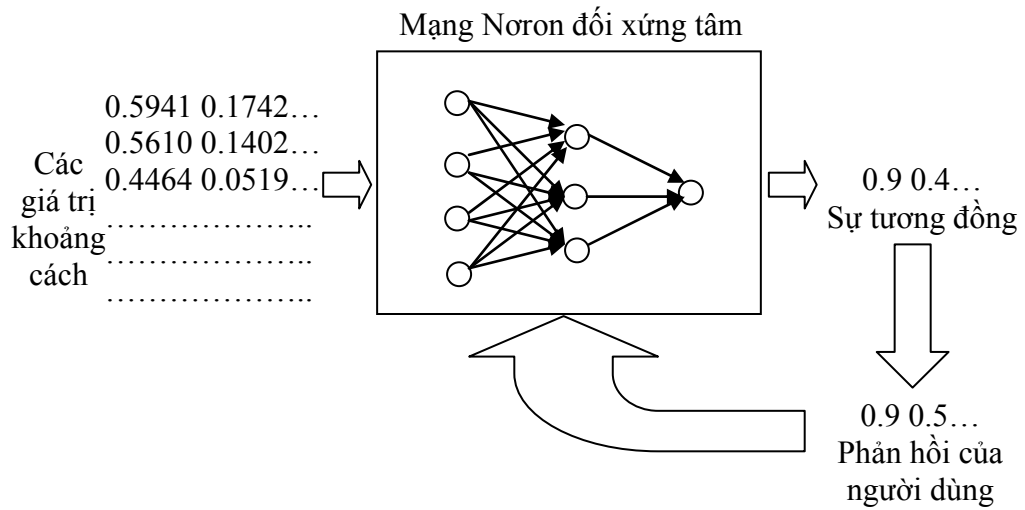 Mạng Nơron đối xứng tâm
Các
giá trị
khoảng
cách
0.5941 0.1742…
0.5610 0.1402…
0.4464 0.0519…
………………..
………………..
………………..
0.9 0.4…
Sự tương đồng
0.9 0.5…
Phản hồi của
người dùng